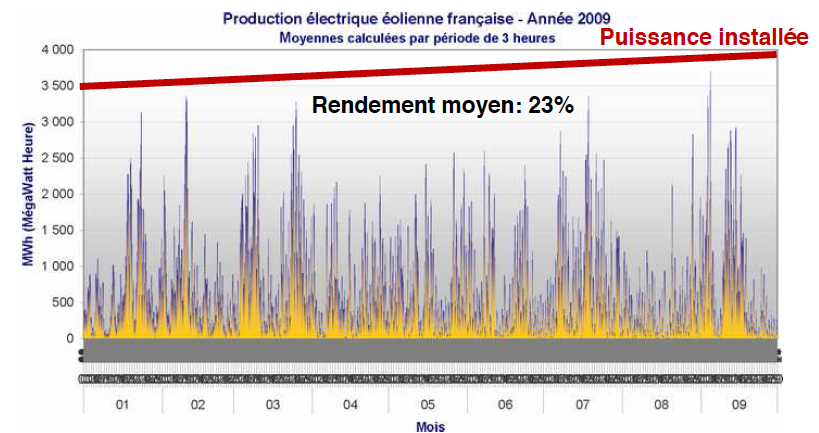 Production électrique éolienne française - Année 2009
Moyennes calculées par période de 3 heures
Puissance installée
Rendement moyen: 23%
MWh (MégaWatt Heure)
4 000
3 500
3 000
2 500
2 000
1 500
1 000
500
0
01 02 03 04 05 06 07 08 09
Mois